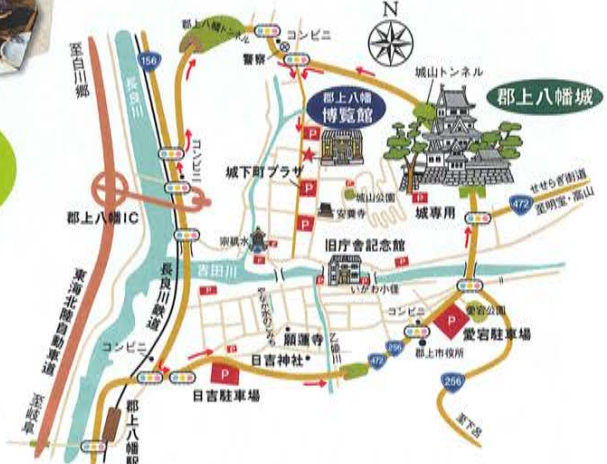 N
郡上八幡トンネル
コンビニ
156
警察
城山トンネル
至白川郷
長良川
郡上八幡
博覧館
郡上八幡城
コンビニ
P
城下町プラザ
P
城山公園
P
せせらぎ街道
472
至明宝・高山
安養寺
城専用
郡上八幡IC
P
宗祇水
旧庁舎記念館
吉田川
P
いがわ小径
東海北陸自動車道
長良川鉄道
やなか水のこみち
コンビニ
愛宕公園
P
愛宕駐車場
願蓮寺
乙姫川
コンビニ
日吉神社
256
472
郡上市役所
P
日吉駐車場
256
至岐阜
郡上八幡駅
至下呂